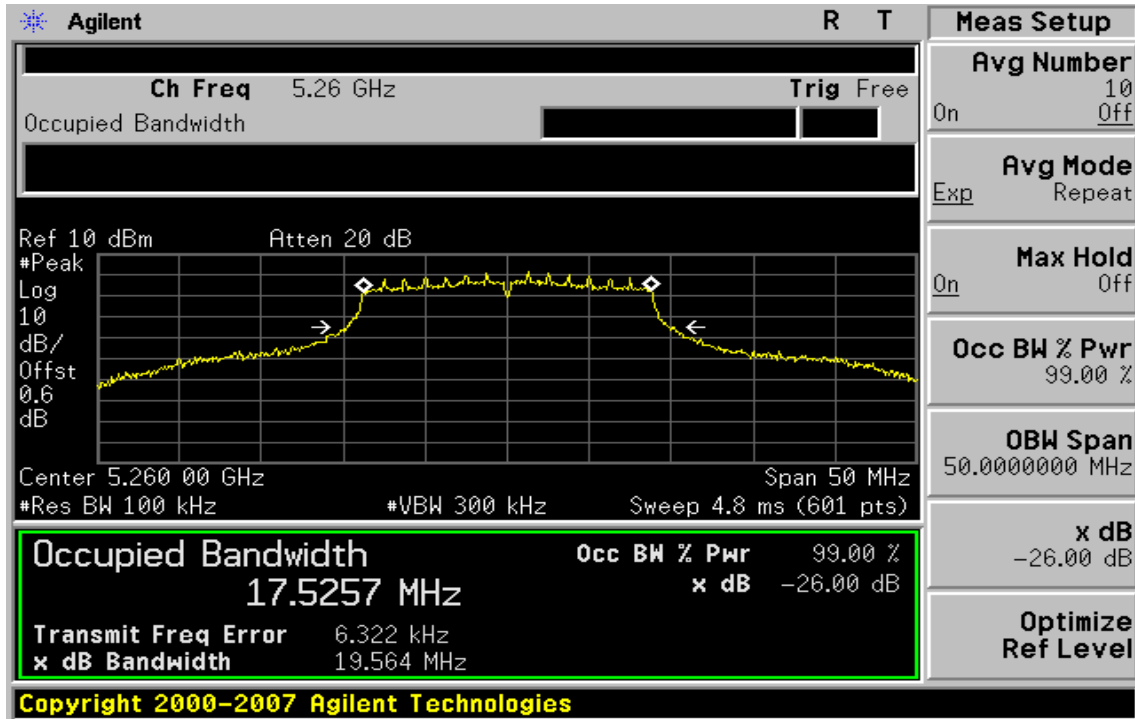 Agilent R T
Ch Freq 5.26 GHz Trig Free
Occupied Bandwidth
Ref 10 dBm Atten 20 dB
#Peak
Log
10
dB/
Offst
0.6
dB
Center 5.260 00 GHz Span 50 MHz
#Res BW 100 kHz #VBW 300 kHz Sweep 4.8 ms (601 pts)
Occupied Bandwidth Occ BW % Pwr 99.00 %
17.5257 MHz x dB -26.00 dB
Transmit Freq Error 6.322 kHz
x dB Bandwidth 19.564 MHz
Copyright 2000-2007 Agilent Technologies
Meas Setup
Avg Number
10
On Off
Avg Mode
Exp Repeat
Max Hold
On Off
Occ BW % Pwr
99.00 %
OBW Span
50.0000000 MHz
x dB
-26.00 dB
Optimize
Ref Level